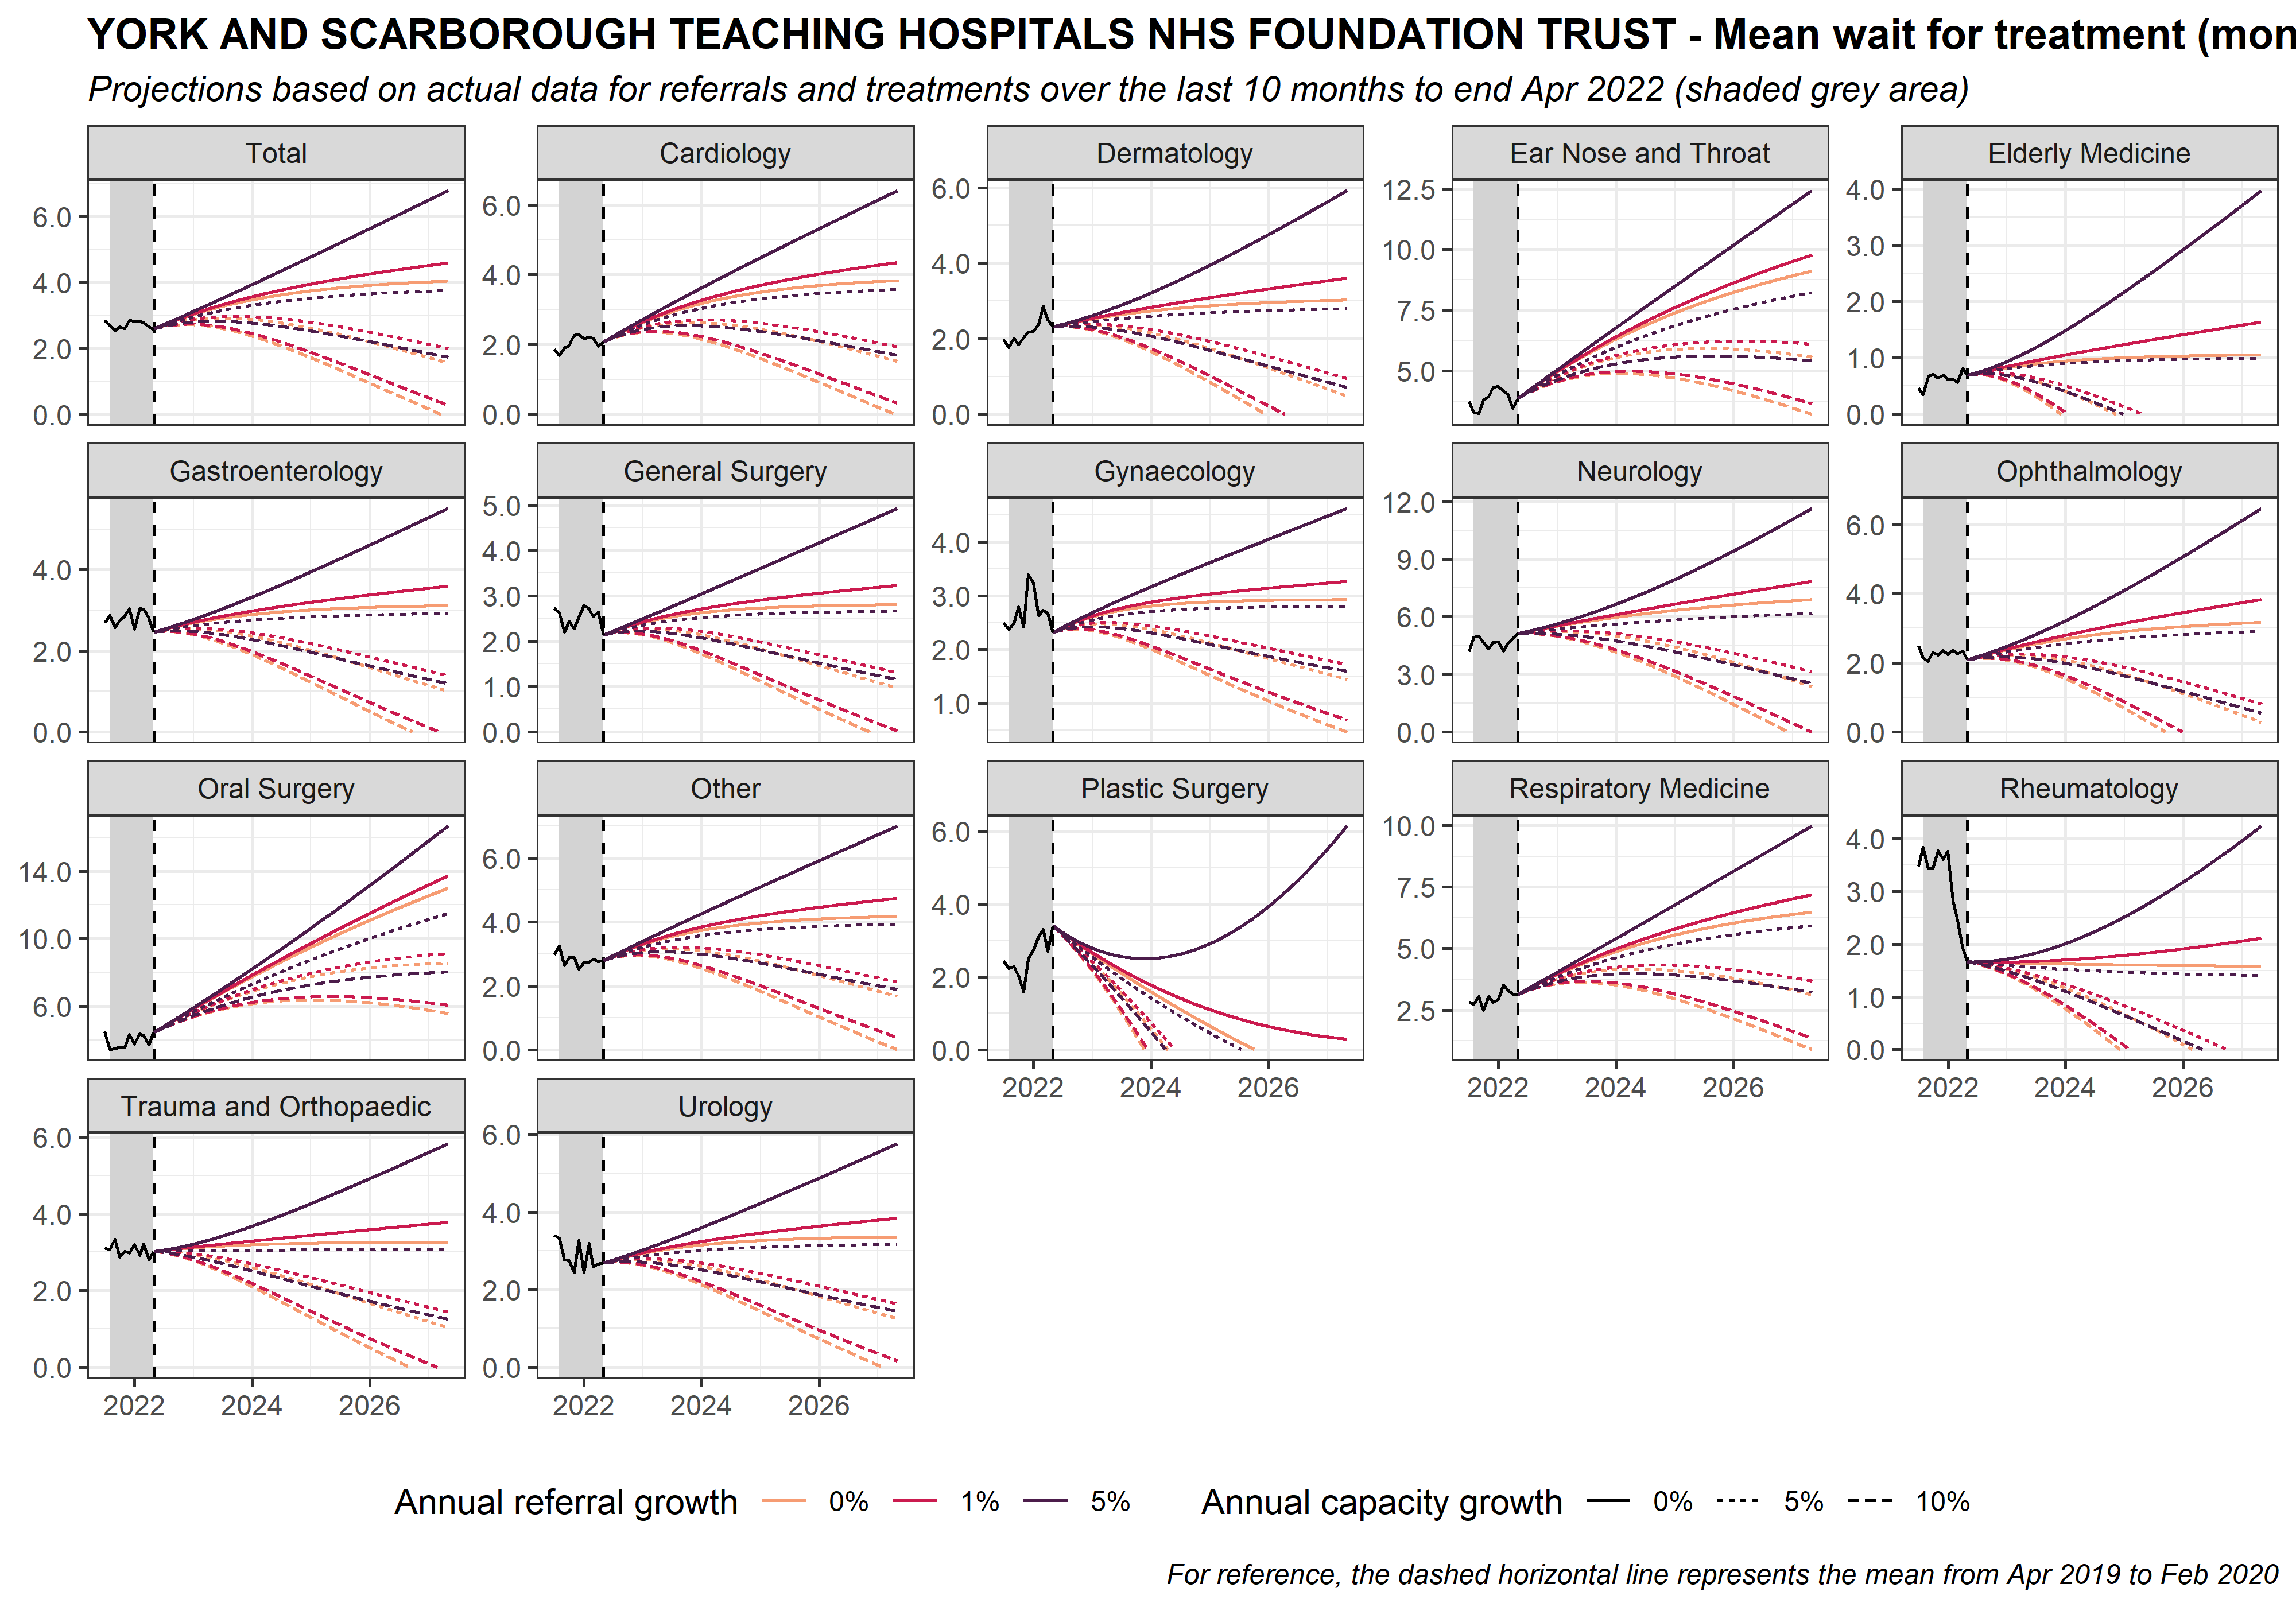 YORK AND SCARBOROUGH TEACHING HOSPITALS NHS FOUNDATION TRUST - Mean wait for treatment (mon
Projections based on actual data for referrals and treatments over the last 10 months to end Apr 2022 (shaded grey area)
Total Cardiology Dermatology Ear Nose and Throat Elderly Medicine
6.0 6.0 6.0 12.5 4.0
4.0 4.0 4.0 10.0 3.0
2.0 2.0 2.0 7.5 2.0
0.0 0.0 0.0 5.0 1.0
0.0
Gastroenterology General Surgery Gynaecology Neurology Ophthalmology
4.0 5.0 4.0 12.0 6.0
2.0 4.0 3.0 9.0 4.0
0.0 3.0 2.0 6.0 2.0
2.0 1.0 3.0 0.0
1.0 0.0
0.0
Oral Surgery Other Plastic Surgery Respiratory Medicine Rheumatology
14.0 6.0 6.0 10.0 4.0
10.0 4.0 4.0 7.5 3.0
6.0 2.0 2.0 5.0 2.0
0.0 0.0 2.5 1.0
0.0
2022 2024 2026 2022 2024 2026 2022 2024 2026
Trauma and Orthopaedic Urology
6.0 6.0
4.0 4.0
2.0 2.0
0.0 0.0
2022 2024 2026 2022 2024 2026
Annual referral growth 0% 1% 5% Annual capacity growth 0% 5% 10%
For reference, the dashed horizontal line represents the mean from Apr 2019 to Feb 2020